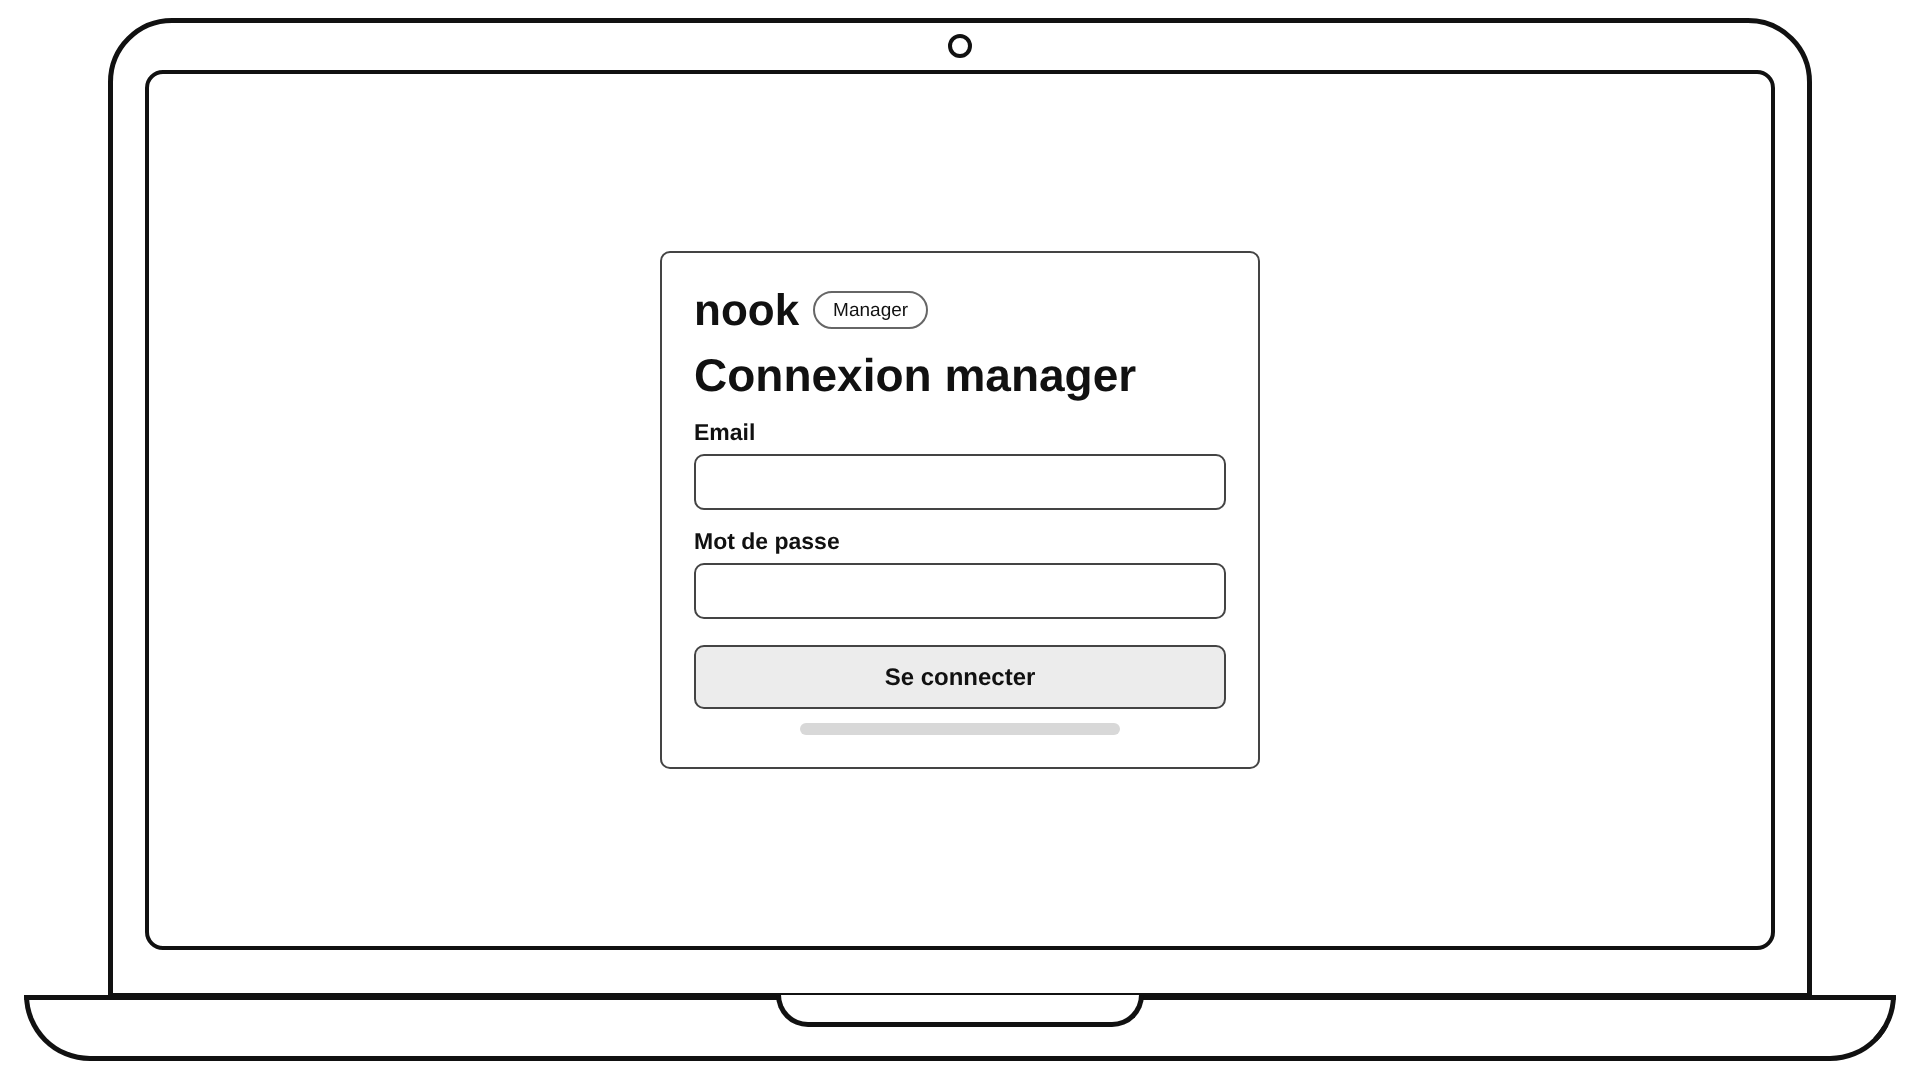 nook Manager
Connexion manager
Email
Mot de passe
Se connecter